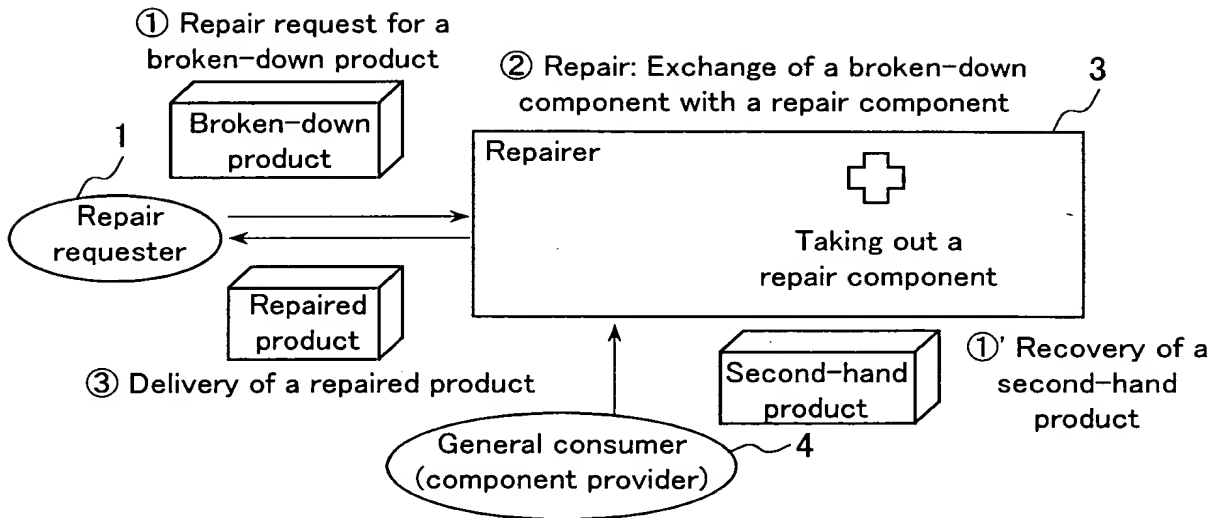 ① Repair request for a
broken-down product
Broken-down
product
1
Repair
requester
② Repair: Exchange of a broken-down
component with a repair component
3
Repairer
Taking out a
repair component
Repaired
product
③ Delivery of a repaired product
Second-hand
product
①' Recovery of a
second-hand
product
General consumer
(component provider)
4